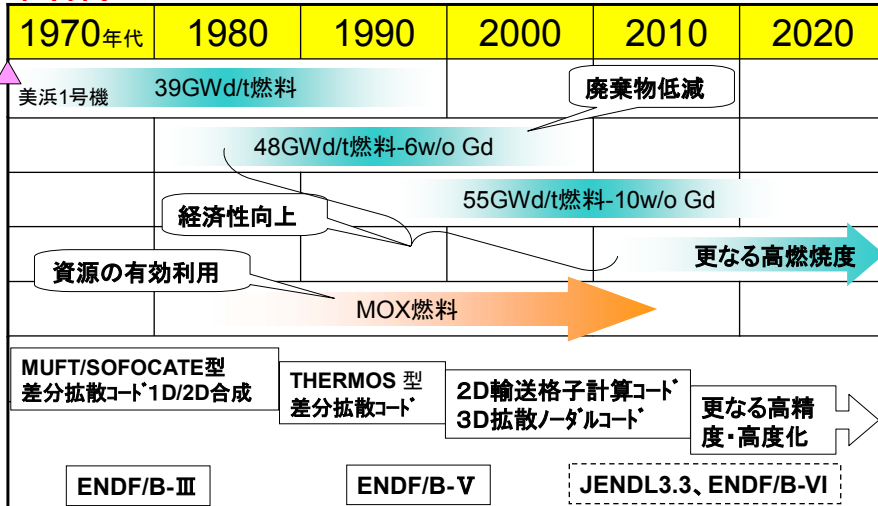 1970年代 1980 1990 2000 2010 2020
美浜1号機 39GWd/t燃料
廃棄物低減
48GWd/t燃料-6w/o Gd
55GWd/t燃料-10w/o Gd
経済性向上
更なる高燃焼度
資源の有効利用
MOX燃料
MUFT/SOFOCATE型
差分拡散コード1D/2D合成
THERMOS 型
差分拡散コード
2D輸送格子計算コード
3D拡散ノーダルコード
更なる高精
度・高度化
ENDF/B-Ⅲ
ENDF/B-Ⅴ
JENDL3.3、ENDF/B-VI